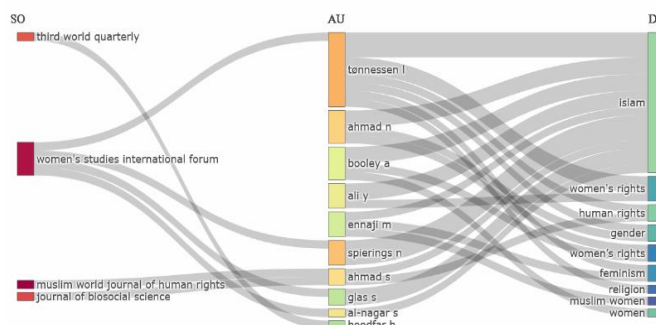 SO
AU
D
third world quarterly
women's studies international forum
muslim world journal of human rights
journal of biosocial science
tønnessen l
ahmad n
booley a
ali y
ennaji m
spierings n
ahmad s
glas s
al-nagar s
hoodfar h
islam
women's rights
human rights
gender
women's rights
feminism
religion
muslim women
women